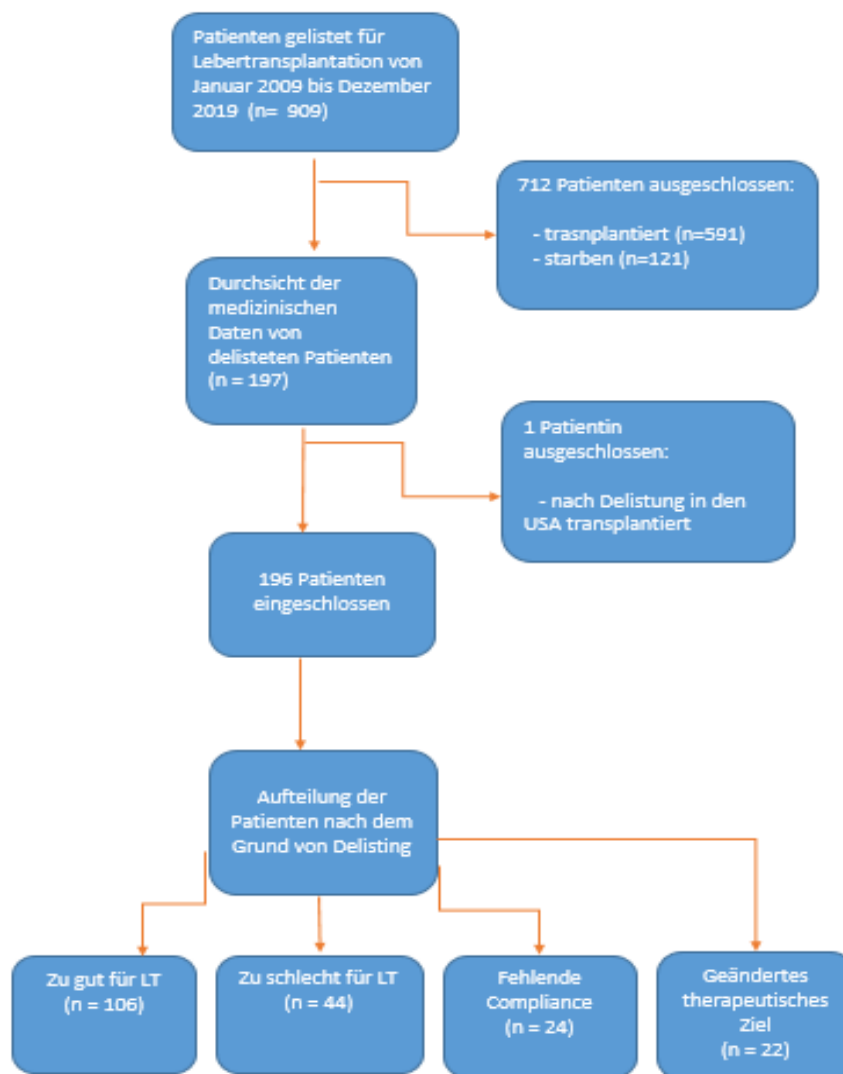 Patienten gelistet für
Lebertransplantation von
Januar 2009 bis Dezember
2019 (n= 909)
712 Patienten ausgeschlossen:
- trasnplantiert (n=591)
- starben (n=121)
Durchsicht der
medizinischen
Daten von
delisteten Patienten
(n = 197)
1 Patientin
ausgeschlossen:
- nach Delistung in den
USA transplantiert
196 Patienten
eingeschlossen
Aufteilung der
Patienten nach dem
Grund von Delisting
Zu gut für LT
(n = 106)
Zu schlecht für LT
(n = 44)
Fehlende
Compliance
(n = 24)
Geändertes
therapeutisches
Ziel
(n = 22)